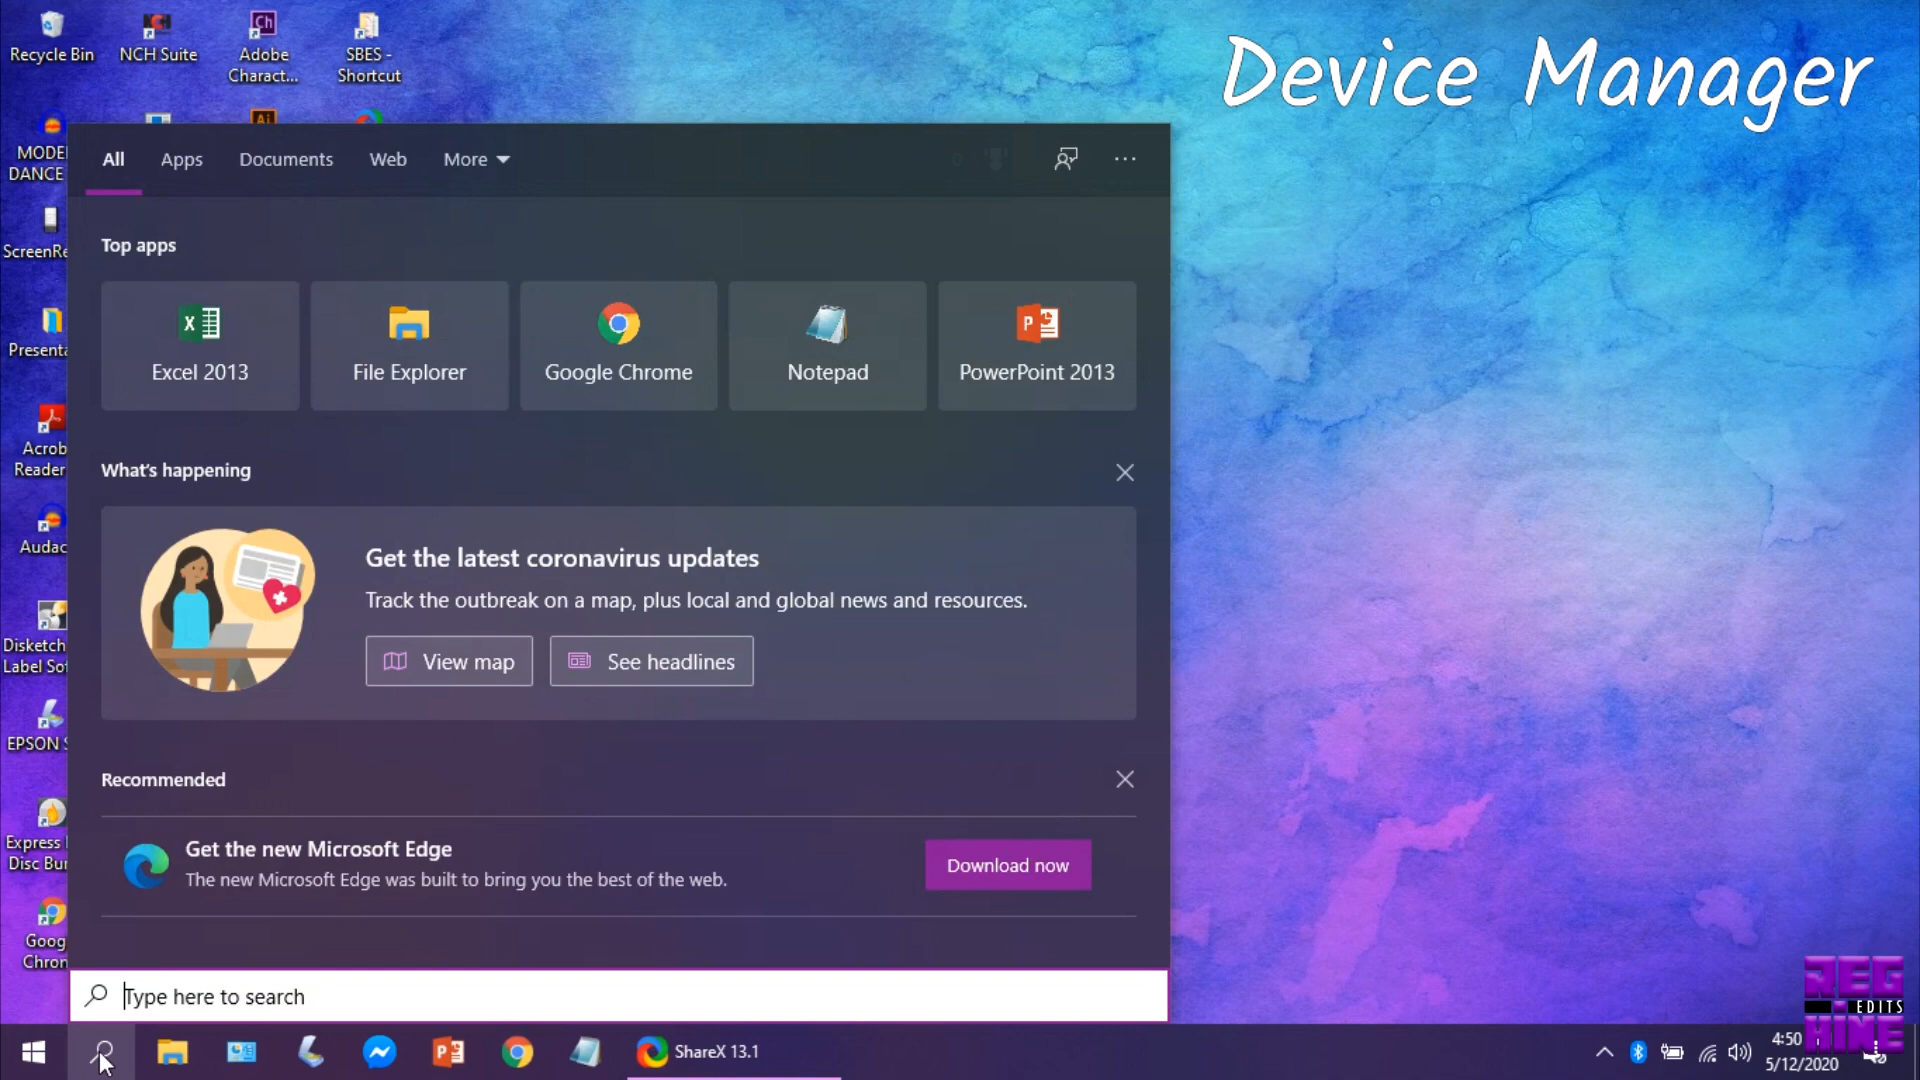 Device Manager
Recycle Bin
NCH Suite
Adobe
Charact...
SBES -
Shortcut
MODE
DANCE
ScreenRe
Presenta
Acrob
Reader
Audac
Disketch
Label Sof
EPSON S
Express
Disc Bur
Goog
Chron
All
Apps
Documents
Web
More
Top apps
Excel 2013
File Explorer
Google Chrome
Notepad
PowerPoint 2013
What's happening
Get the latest coronavirus updates
Track the outbreak on a map, plus local and global news and resources.
View map
See headlines
Recommended
Get the new Microsoft Edge
The new Microsoft Edge was built to bring you the best of the web.
Download now
Type here to search
ShareX 13.1
4:50
5/12/2020
REG
EDITS
HINE